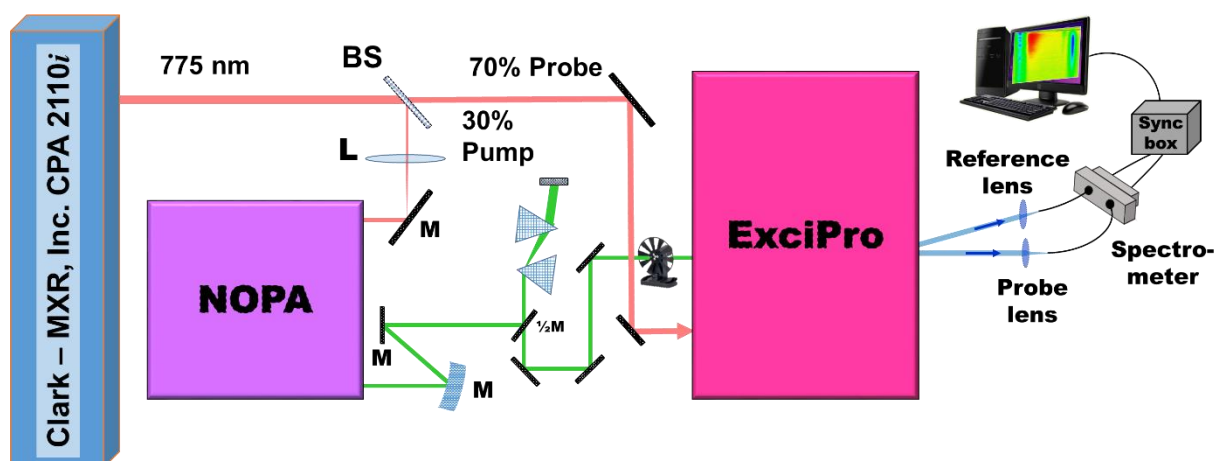 Clark – MXR, Inc. CPA 2110i
775 nm
BS
70% Probe
30%
Pump
L
M
NOPA
M
M
½M
ExciPro
Reference
lens
Probe
lens
Sync
box
Spectro-
meter